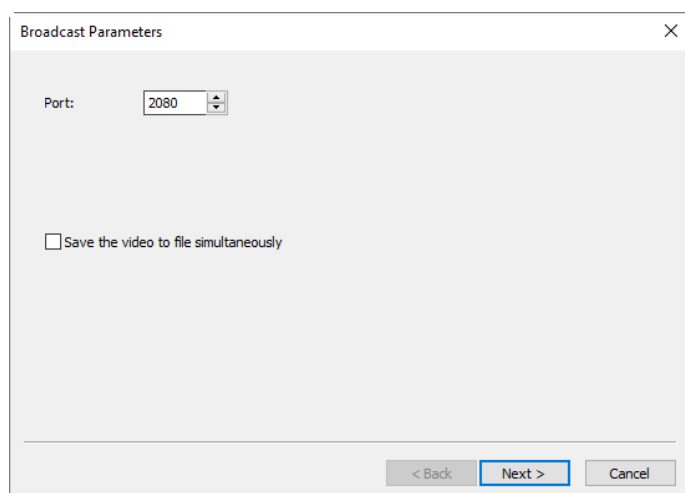 Broadcast Parameters
Port: 2080
Save the video to file simultaneously
< Back Next > Cancel